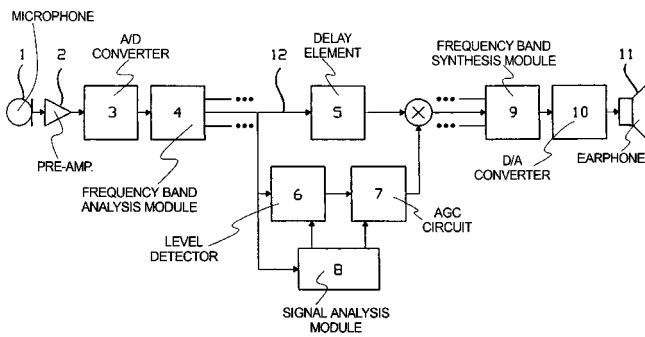 MICROPHONE
1
2
A/D
CONVERTER
3
4
PRE-AMP.
FREQUENCY BAND
ANALYSIS MODULE
12
DELAY
ELEMENT
5
FREQUENCY BAND
SYNTHESIS MODULE
9
10
11
D/A
CONVERTER
EARPHONE
6
7
LEVEL
DETECTOR
AGC
CIRCUIT
8
SIGNAL ANALYSIS
MODULE